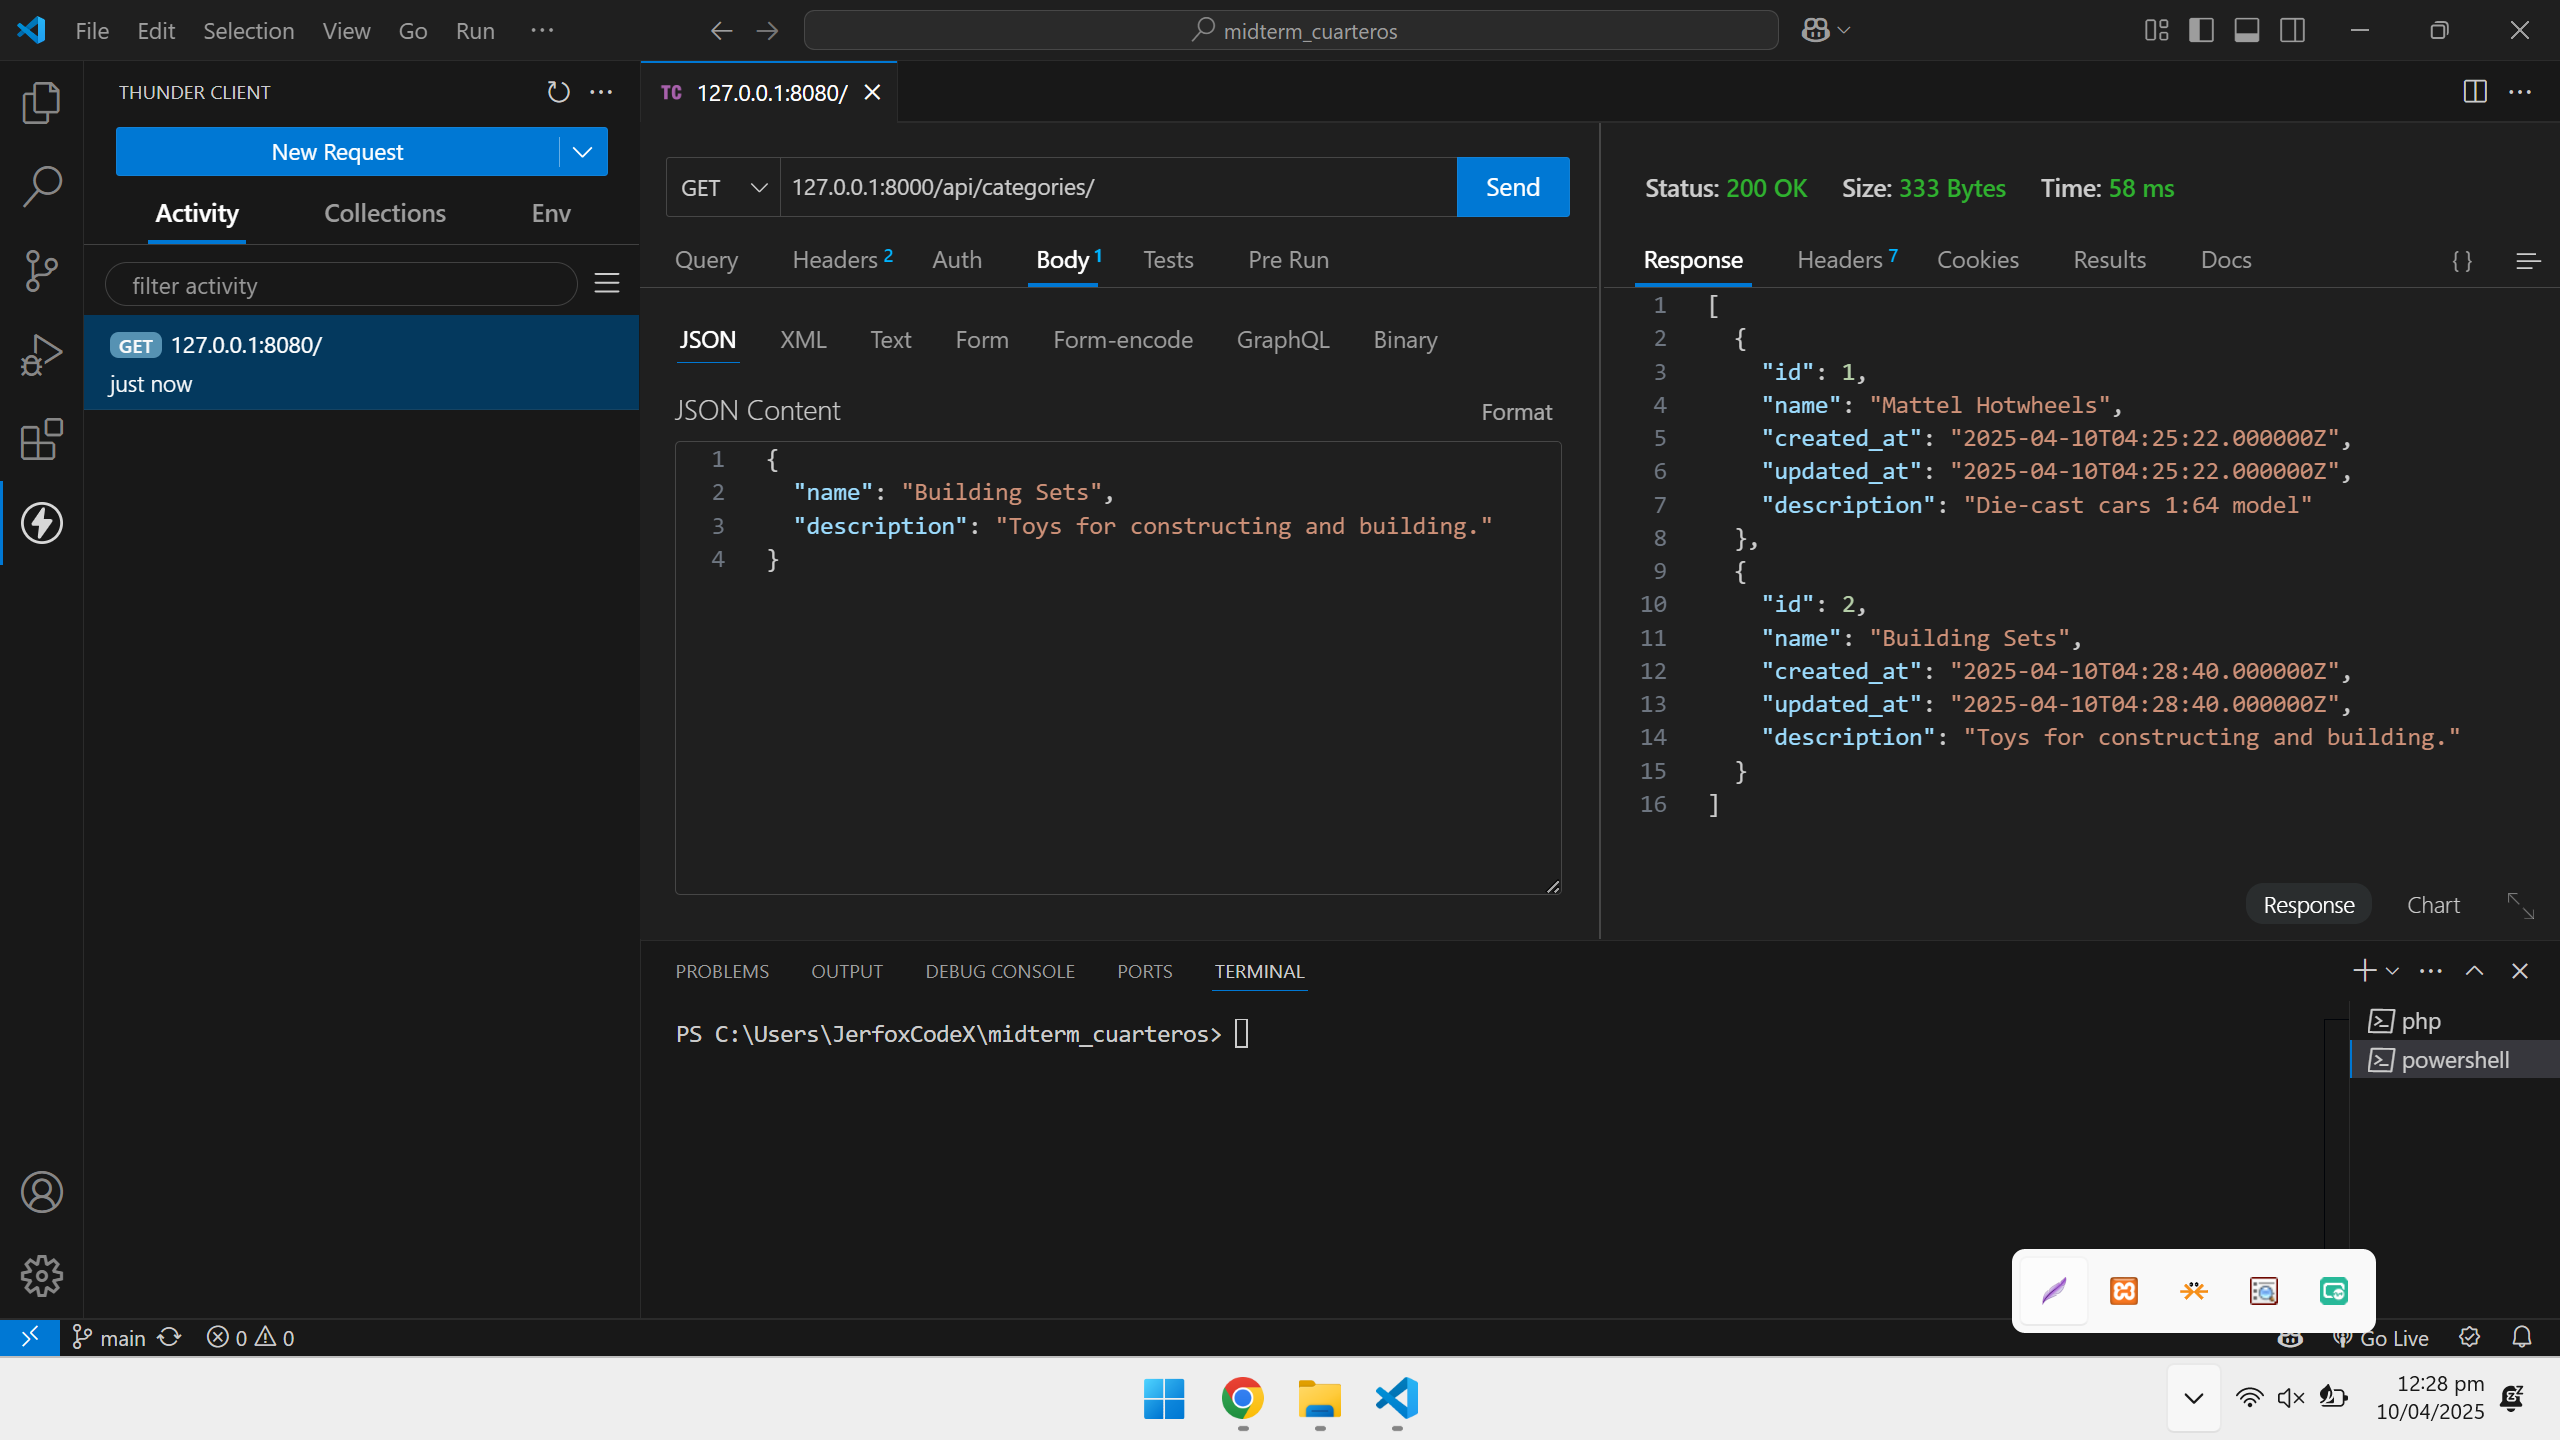 File Edit Selection View Go Run ···
midterm_cuarteros
THUNDER CLIENT
New Request
Activity Collections Env
filter activity
GET 127.0.0.1:8080/
just now
TC 127.0.0.1:8080/
GET 127.0.0.1:8000/api/categories/ Send
Query Headers 2 Auth Body 1 Tests Pre Run
JSON XML Text Form Form-encode GraphQL Binary
JSON Content Format
1 {
2 "name": "Building Sets",
3 "description": "Toys for constructing and building."
4 }
Status: 200 OK Size: 333 Bytes Time: 58 ms
Response Headers 7 Cookies Results Docs {}
1 [
2 {
3 "id": 1,
4 "name": "Mattel Hotwheels",
5 "created_at": "2025-04-10T04:25:22.000000Z",
6 "updated_at": "2025-04-10T04:25:22.000000Z",
7 "description": "Die-cast cars 1:64 model"
8 },
9 {
10 "id": 2,
11 "name": "Building Sets",
12 "created_at": "2025-04-10T04:28:40.000000Z",
13 "updated_at": "2025-04-10T04:28:40.000000Z",
14 "description": "Toys for constructing and building."
15 }
16 ]
Response Chart
PROBLEMS OUTPUT DEBUG CONSOLE PORTS TERMINAL
PS C:\Users\JerfoxCodeX\midterm_cuarteros>
php
powershell
main 0 0
Go Live
12:28 pm
10/04/2025